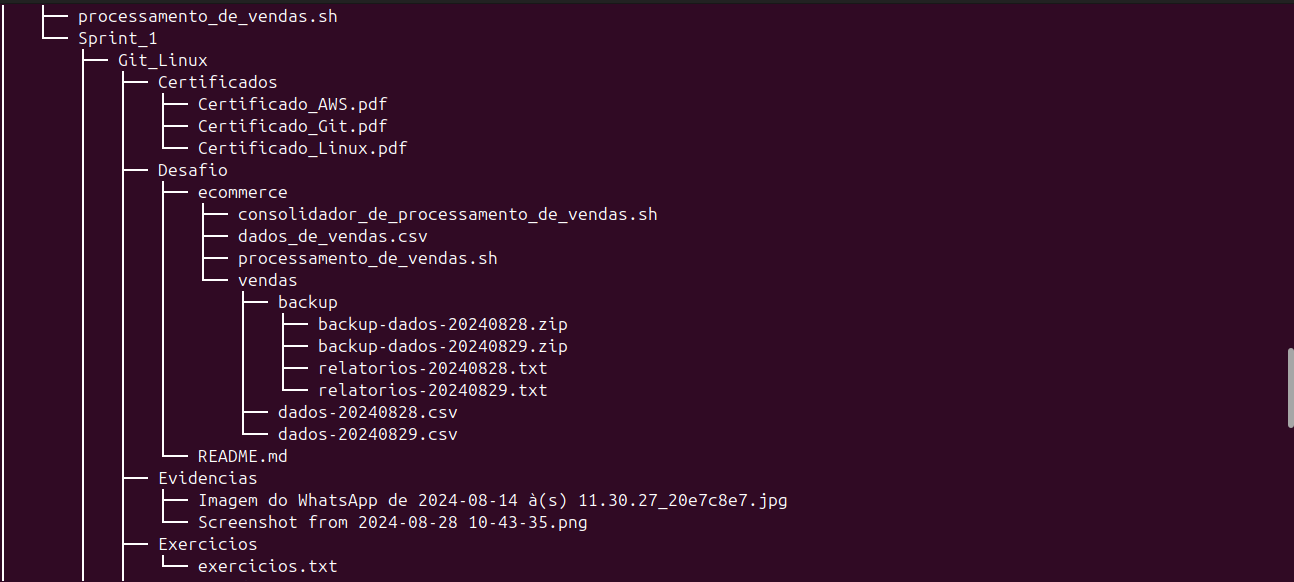 processamento_de_vendas.sh
Sprint_1
Git_Linux
Certificados
Certificado_AWS.pdf
Certificado_Git.pdf
Certificado_Linux.pdf
Desafio
ecommerce
consolidador_de_processamento_de_vendas.sh
dados_de_vendas.csv
processamento_de_vendas.sh
vendas
backup
backup-dados-20240828.zip
backup-dados-20240829.zip
relatorios-20240828.txt
relatorios-20240829.txt
dados-20240828.csv
dados-20240829.csv
README.md
Evidencias
Imagem do WhatsApp de 2024-08-14 à(s) 11.30.27_20e7c8e7.jpg
Screenshot from 2024-08-28 10-43-35.png
Exercicios
exercicios.txt